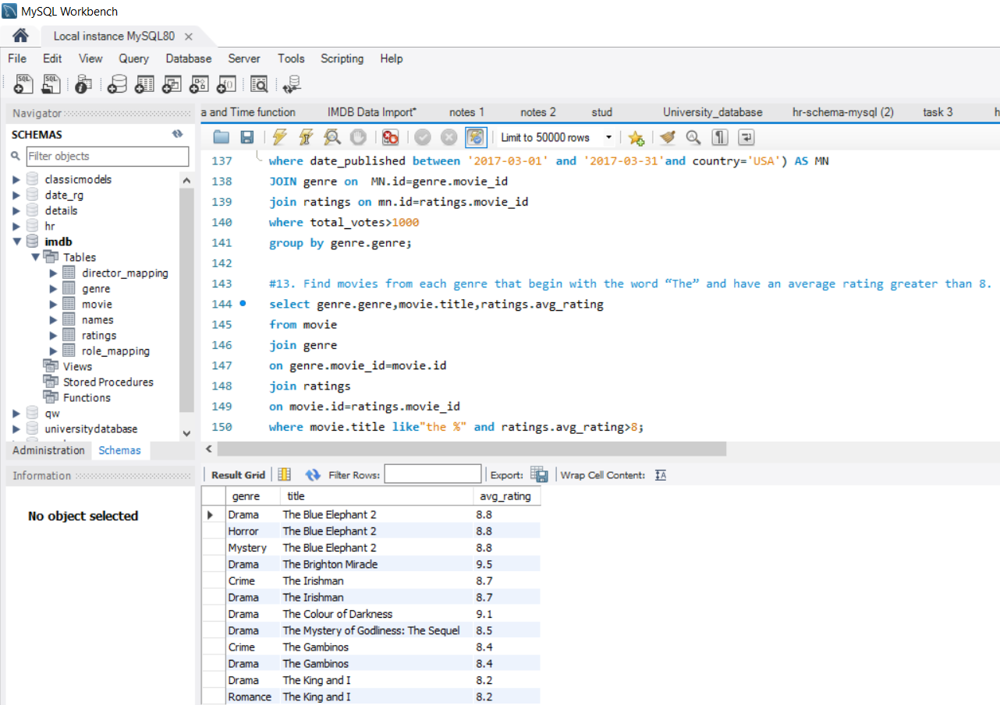 MySQL Workbench
Local instance MySQL80
File Edit View Query Database Server Tools Scripting Help
Navigator
a and Time function IMDB Data Import* notes 1 notes 2 stud University_database hr-schema-mysql (2) task 3 h
SCHEMAS
Limit to 50000 rows
Filter objects
classicmodels
date_rg
details
hr
imdb
Tables
director_mapping
genre
movie
names
ratings
role_mapping
Views
Stored Procedures
Functions
qw
universitydatabase
Administration Schemas
Information
No object selected
137 where date_published between '2017-03-01' and '2017-03-31'and country='USA') AS MN
138 JOIN genre on  MN.id=genre.movie_id
139 join ratings on mn.id=ratings.movie_id
140 where total_votes>1000
141 group by genre.genre;
142
143 #13. Find movies from each genre that begin with the word “The” and have an average rating greater than 8.
144 select genre.genre,movie.title,ratings.avg_rating
145 from movie
146 join genre
147 on genre.movie_id=movie.id
148 join ratings
149 on movie.id=ratings.movie_id
150 where movie.title like"the %" and ratings.avg_rating>8;
Result Grid Filter Rows: Export: Wrap Cell Content:
genre title avg_rating
Drama The Blue Elephant 2 8.8
Horror The Blue Elephant 2 8.8
Mystery The Blue Elephant 2 8.8
Drama The Brighton Miracle 9.5
Crime The Irishman 8.7
Drama The Irishman 8.7
Drama The Colour of Darkness 9.1
Drama The Mystery of Godliness: The Sequel 8.5
Crime The Gambinos 8.4
Drama The Gambinos 8.4
Drama The King and I 8.2
Romance The King and I 8.2